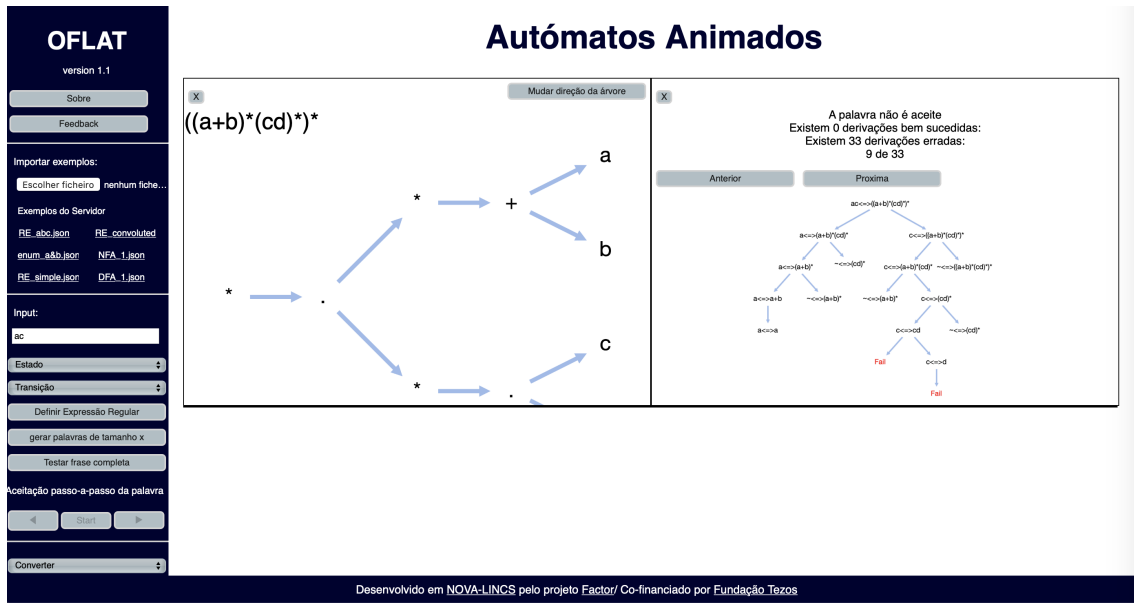 OFLAT
version 1.1
Sobre
Feedback
Importar exemplos:
Escolher ficheiro nenhum fiche...
Exemplos do Servidor
RE_abc.json RE_convoluted
enum_a&b.json NFA_1.json
RE_simple.json DFA_1.json
Input:
ac
Estado
Transição
Definir Expressão Regular
gerar palavras de tamanho x
Testar frase completa
Aceitação passo-a-passo da palavra
Start
Converter
Autómatos Animados
X
Mudar direção da árvore
((a+b)*(cd)*)*
a
* +
b
* .
c
* .
X
A palavra não é aceite
Existem 0 derivações bem sucedidas:
Existem 33 derivações erradas:
9 de 33
Anterior Proxima
ac<=>((a+b)*(cd)*)*
a<=>(a+b)*(cd)* c<=>((a+b)*(cd)*)*
a<=>(a+b)* ~<=>(cd)* c<=>(a+b)*(cd)* ~<=>((a+b)*(cd)*)*
a<=>a+b ~<=>(a+b)* ~<=>(a+b)* c<=>(cd)*
a<=>a c<=>cd ~<=>(cd)*
Fail c<=>d
Fail
Desenvolvido em NOVA-LINCS pelo projeto Factor/ Co-financiado por Fundação Tezos